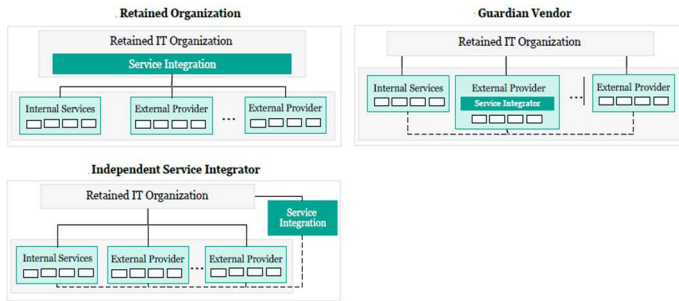 Retained Organization
Retained IT Organization
Service Integration
Internal Services
External Provider
...
External Provider
Guardian Vendor
Retained IT Organization
Internal Services
External Provider
Service Integrator
...
External Provider
Independent Service Integrator
Retained IT Organization
Service
Integration
Internal Services
External Provider
...
External Provider